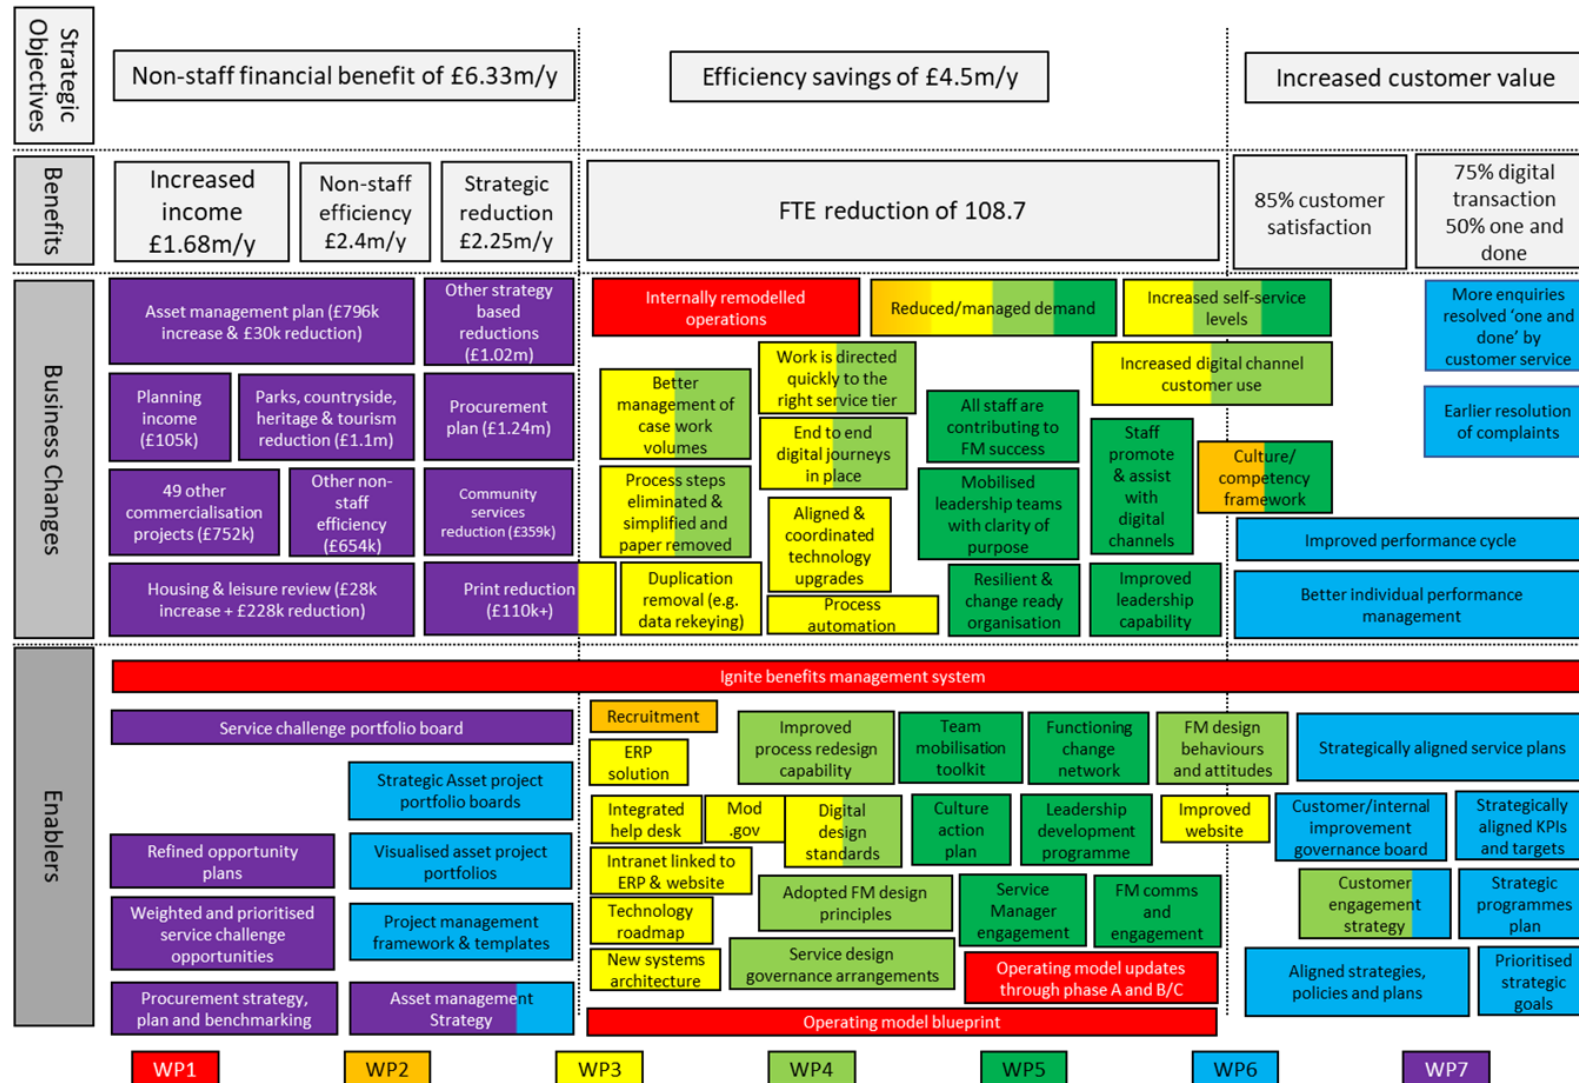 Strategic
Objectives
Non-staff financial benefit of £6.33m/y
Efficiency savings of £4.5m/y
Increased customer value
Benefits
Increased
income
£1.68m/y
Non-staff
efficiency
£2.4m/y
Strategic
reduction
£2.25m/y
FTE reduction of 108.7
85% customer
satisfaction
75% digital
transaction
50% one and
done
Business Changes
Asset management plan (£796k
increase & £30k reduction)
Other strategy
based
reductions
(£1.02m)
Internally remodelled
operations
Reduced/managed demand
Increased self-service
levels
More enquiries
resolved ‘one and
done’ by
customer service
Planning
income
(£105k)
Parks, countryside,
heritage & tourism
reduction (£1.1m)
Procurement
plan (£1.24m)
Better
management of
case work
volumes
Work is directed
quickly to the
right service tier
Increased digital channel
customer use
End to end
digital journeys
in place
All staff are
contributing to
FM success
Staff
promote
& assist
with
digital
channels
Earlier resolution
of complaints
Culture/
competency
framework
49 other
commercialisation
projects (£752k)
Other non-
staff
efficiency
(£654k)
Community
services
reduction (£359k)
Process steps
eliminated &
simplified and
paper removed
Aligned &
coordinated
technology
upgrades
Mobilised
leadership teams
with clarity of
purpose
Improved performance cycle
Housing & leisure review (£28k
increase + £228k reduction)
Print reduction
(£110k+)
Duplication
removal (e.g.
data rekeying)
Process
automation
Resilient &
change ready
organisation
Improved
leadership
capability
Better individual performance
management
Enablers
Ignite benefits management system
Service challenge portfolio board
Recruitment
ERP
solution
Improved
process redesign
capability
Team
mobilisation
toolkit
Functioning
change
network
FM design
behaviours
and attitudes
Strategically aligned service plans
Strategic Asset project
portfolio boards
Integrated
help desk
Mod
.gov
Digital
design
standards
Culture
action
plan
Leadership
development
programme
Improved
website
Customer/internal
improvement
governance board
Strategically
aligned KPIs
and targets
Refined opportunity
plans
Visualised asset project
portfolios
Intranet linked to
ERP & website
Adopted FM design
principles
Service
Manager
engagement
FM comms
and
engagement
Customer
engagement
strategy
Strategic
programmes
plan
Weighted and prioritised
service challenge
opportunities
Project management
framework & templates
Technology
roadmap
New systems
architecture
Service design
governance arrangements
Operating model updates
through phase A and B/C
Aligned strategies,
policies and plans
Prioritised
strategic
goals
Procurement strategy,
plan and benchmarking
Asset management
Strategy
Operating model blueprint
WP1
WP2
WP3
WP4
WP5
WP6
WP7